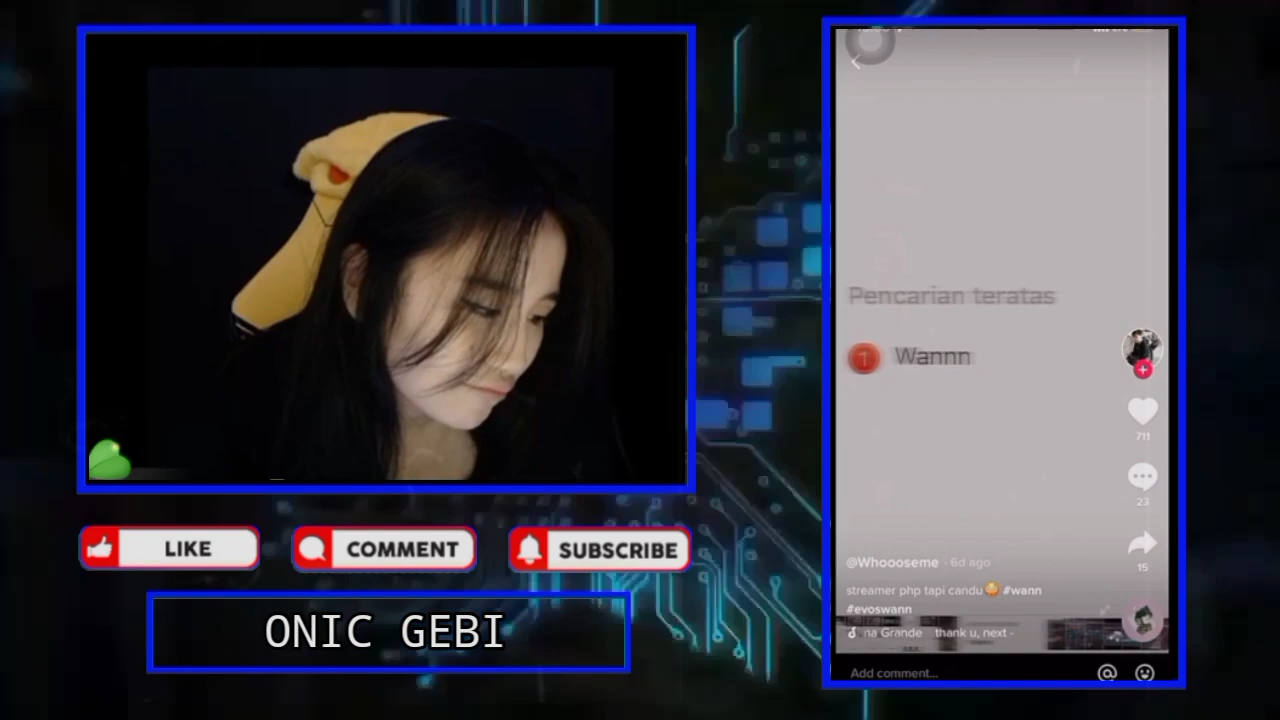 LIKE
COMMENT
SUBSCRIBE
ONIC GEBI
Pencarian teratas
1
Wannn
711
23
15
@Whoooseme · 6d ago
streamer php tapi candu #wann
#evoswann
na Grande thank u, next -
Add comment...